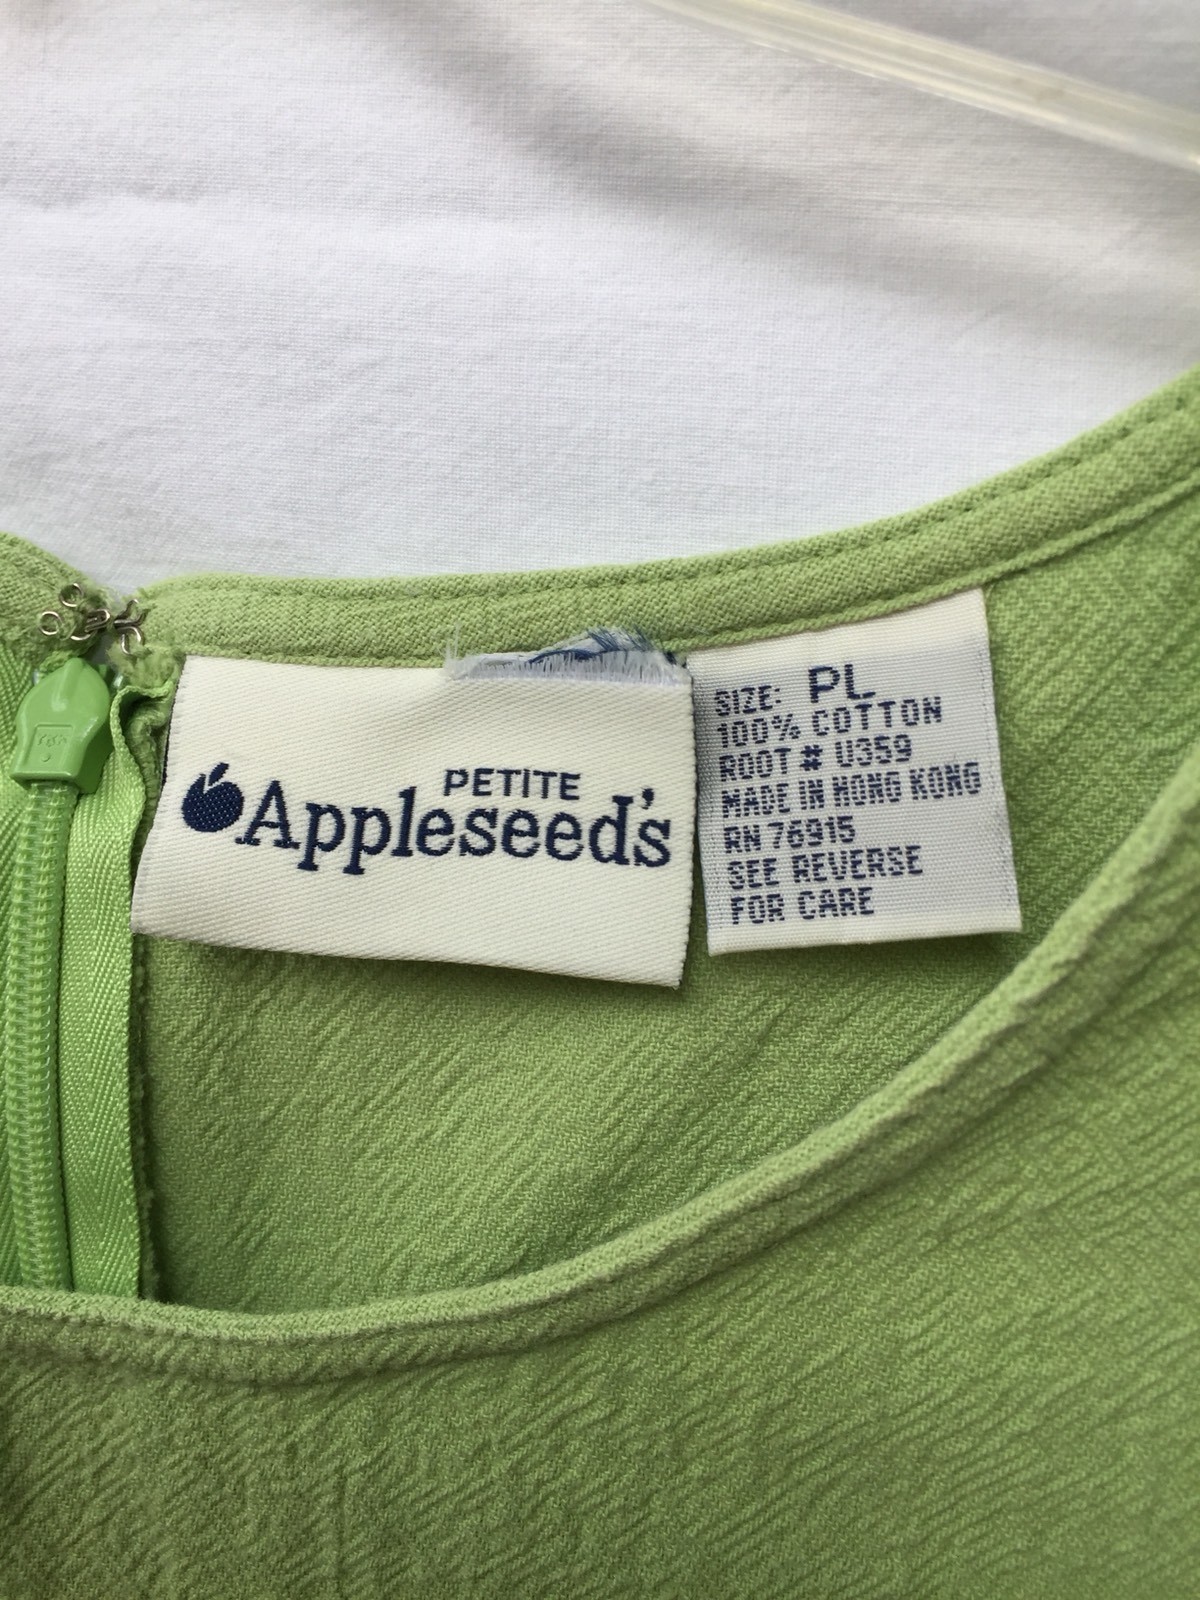 PETITE
Appleseed's
SIZE: PL
100% COTTON
ROOT # U359
MADE IN HONG KONG
RN 76915
SEE REVERSE
FOR CARE